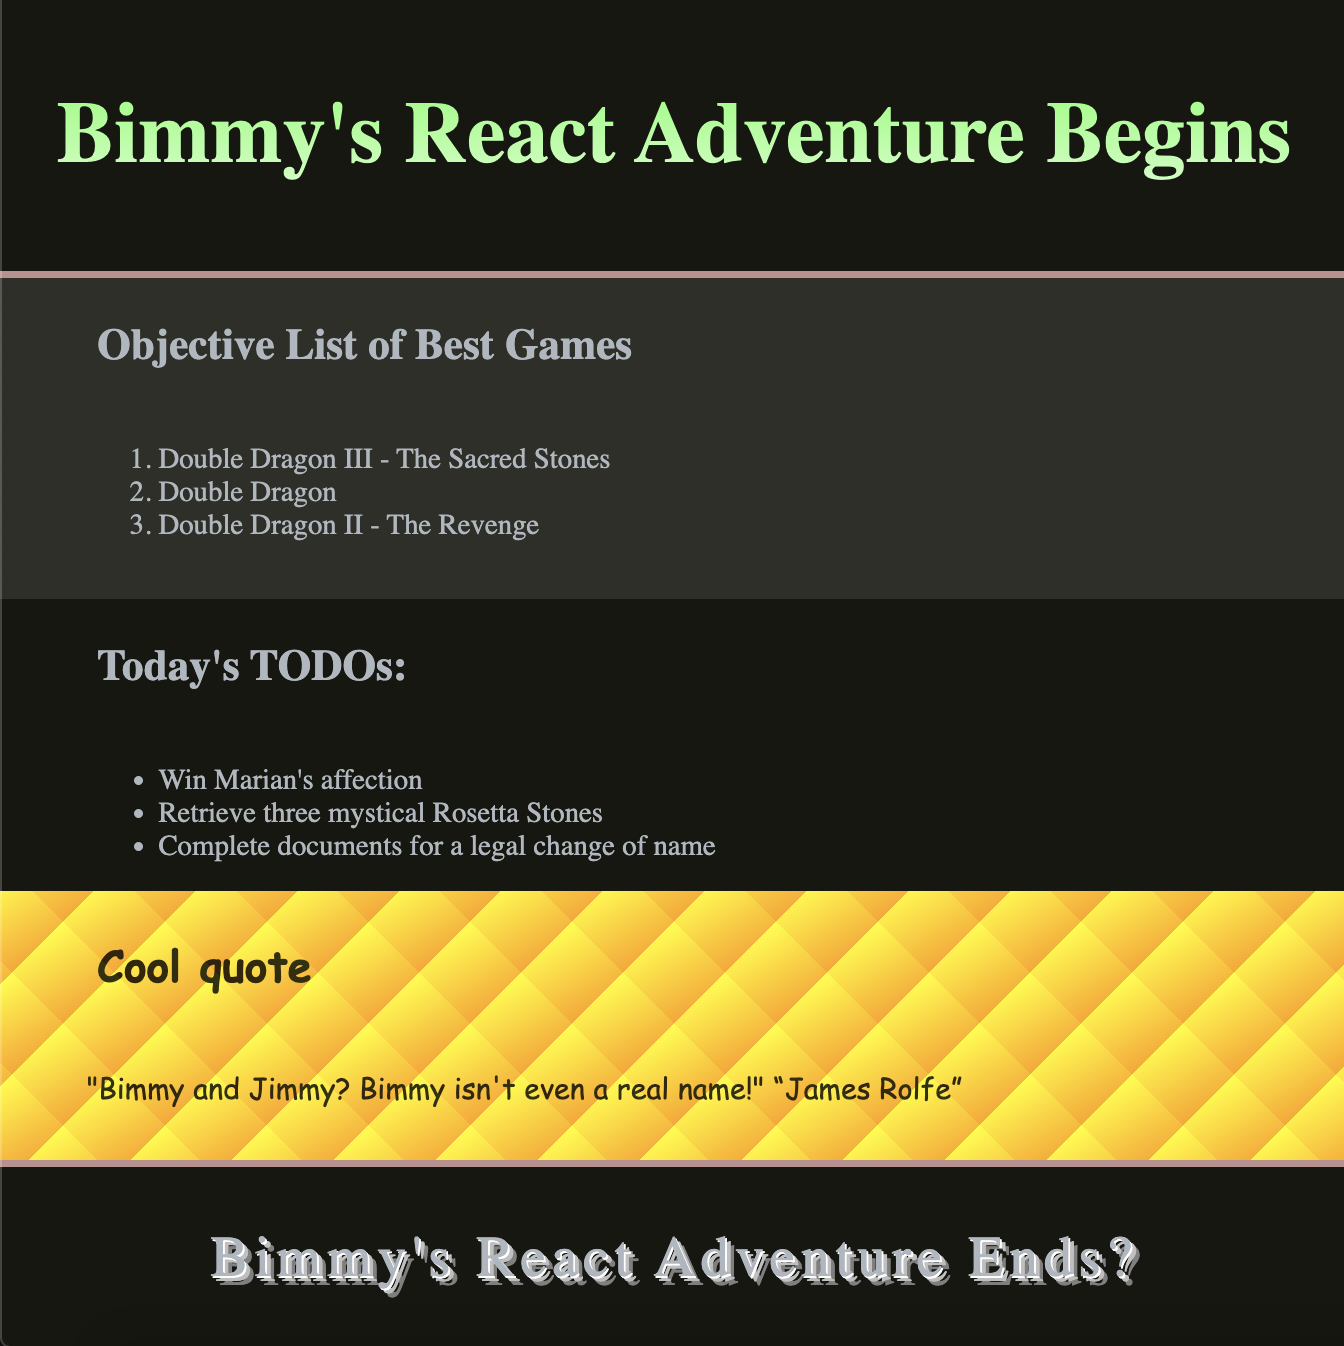 Bimmy's React Adventure Begins
Objective List of Best Games
1. Double Dragon III - The Sacred Stones
2. Double Dragon
3. Double Dragon II - The Revenge
Today's TODOs:
• Win Marian's affection
• Retrieve three mystical Rosetta Stones
• Complete documents for a legal change of name
Cool quote
"Bimmy and Jimmy? Bimmy isn't even a real name!" “James Rolfe”
Bimmy's React Adventure Ends?